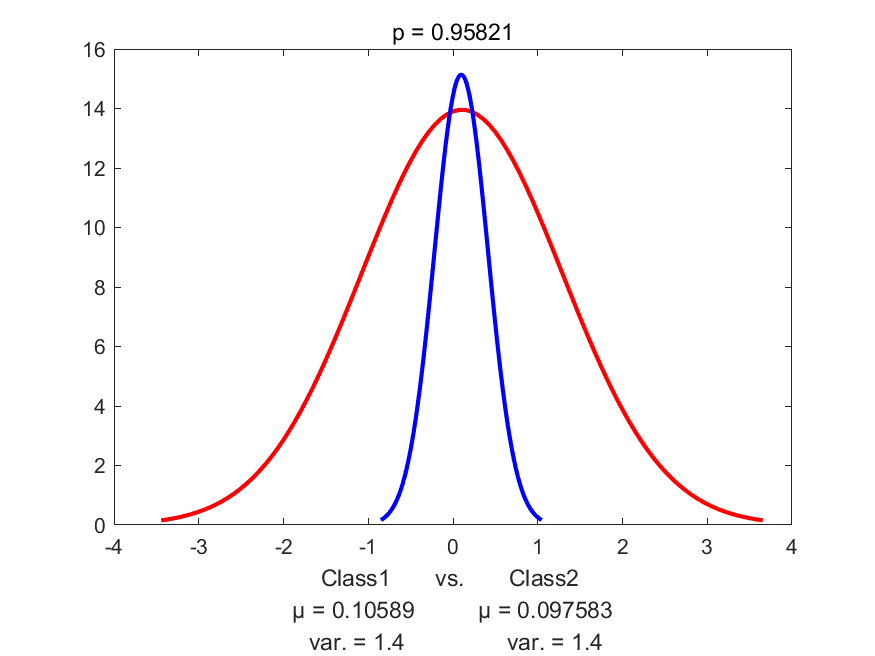 p = 0.95821
16
14
12
10
8
6
4
2
0
-4 -3 -2 -1 0 1 2 3 4
Class1 vs. Class2
μ = 0.10589 μ = 0.097583
var. = 1.4 var. = 1.4